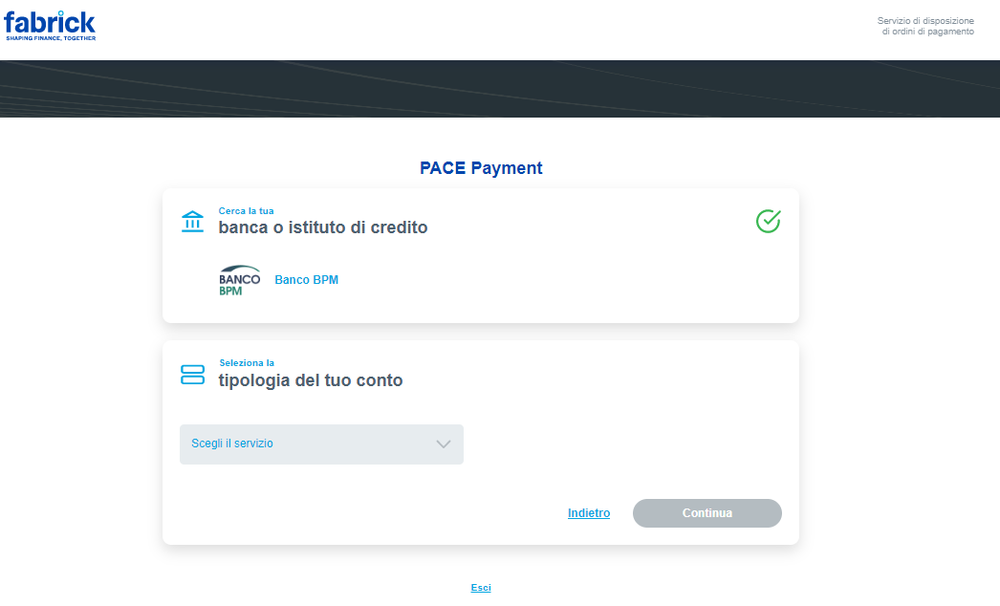 fabrick
SHAPING FINANCE, TOGETHER
Servizio di disposizione
di ordini di pagamento
PACE Payment
Cerca la tua
banca o istituto di credito
BANCO
BPM
Banco BPM
Seleziona la
tipologia del tuo conto
Scegli il servizio
Indietro
Continua
Esci